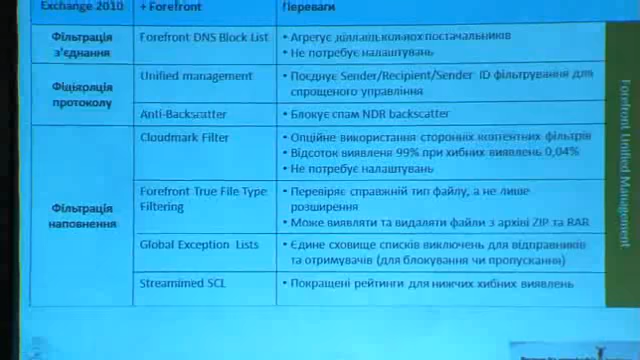 Exchange 2010 + Forefront Переваги
Фільтрація
з'єднання
Forefront DNS Block List
• Агрегує дані декількох постачальників
• Не потребує налаштувань
протоколу
Unified management
• Поєднує Sender/Recipient/Sender ID фільтрування для
спрощеного управління
Anti-Backscatter
• Блокує спам NDR backscatter
Фільтрація
наповнення
Cloudmark Filter
• Опційне використання сторонніх контентних фільтрів
• Відсоток виявленя 99% при хибних виявлень 0,04%
• Не потребує налаштувань
Forefront True File Type
Filtering
• Перевіряє справжній тип файлу, а не лише
розширення
• Може виявляти та видаляти файли з архіві ZIP та RAR
Global Exception Lists
• Єдине сховище списків виключень для відправників
та отримувачів (для блокування чи пропускання)
Streamlined SCL
• Покращені рейтинги для нижчих хибних виявлень
Forefront Unified Management